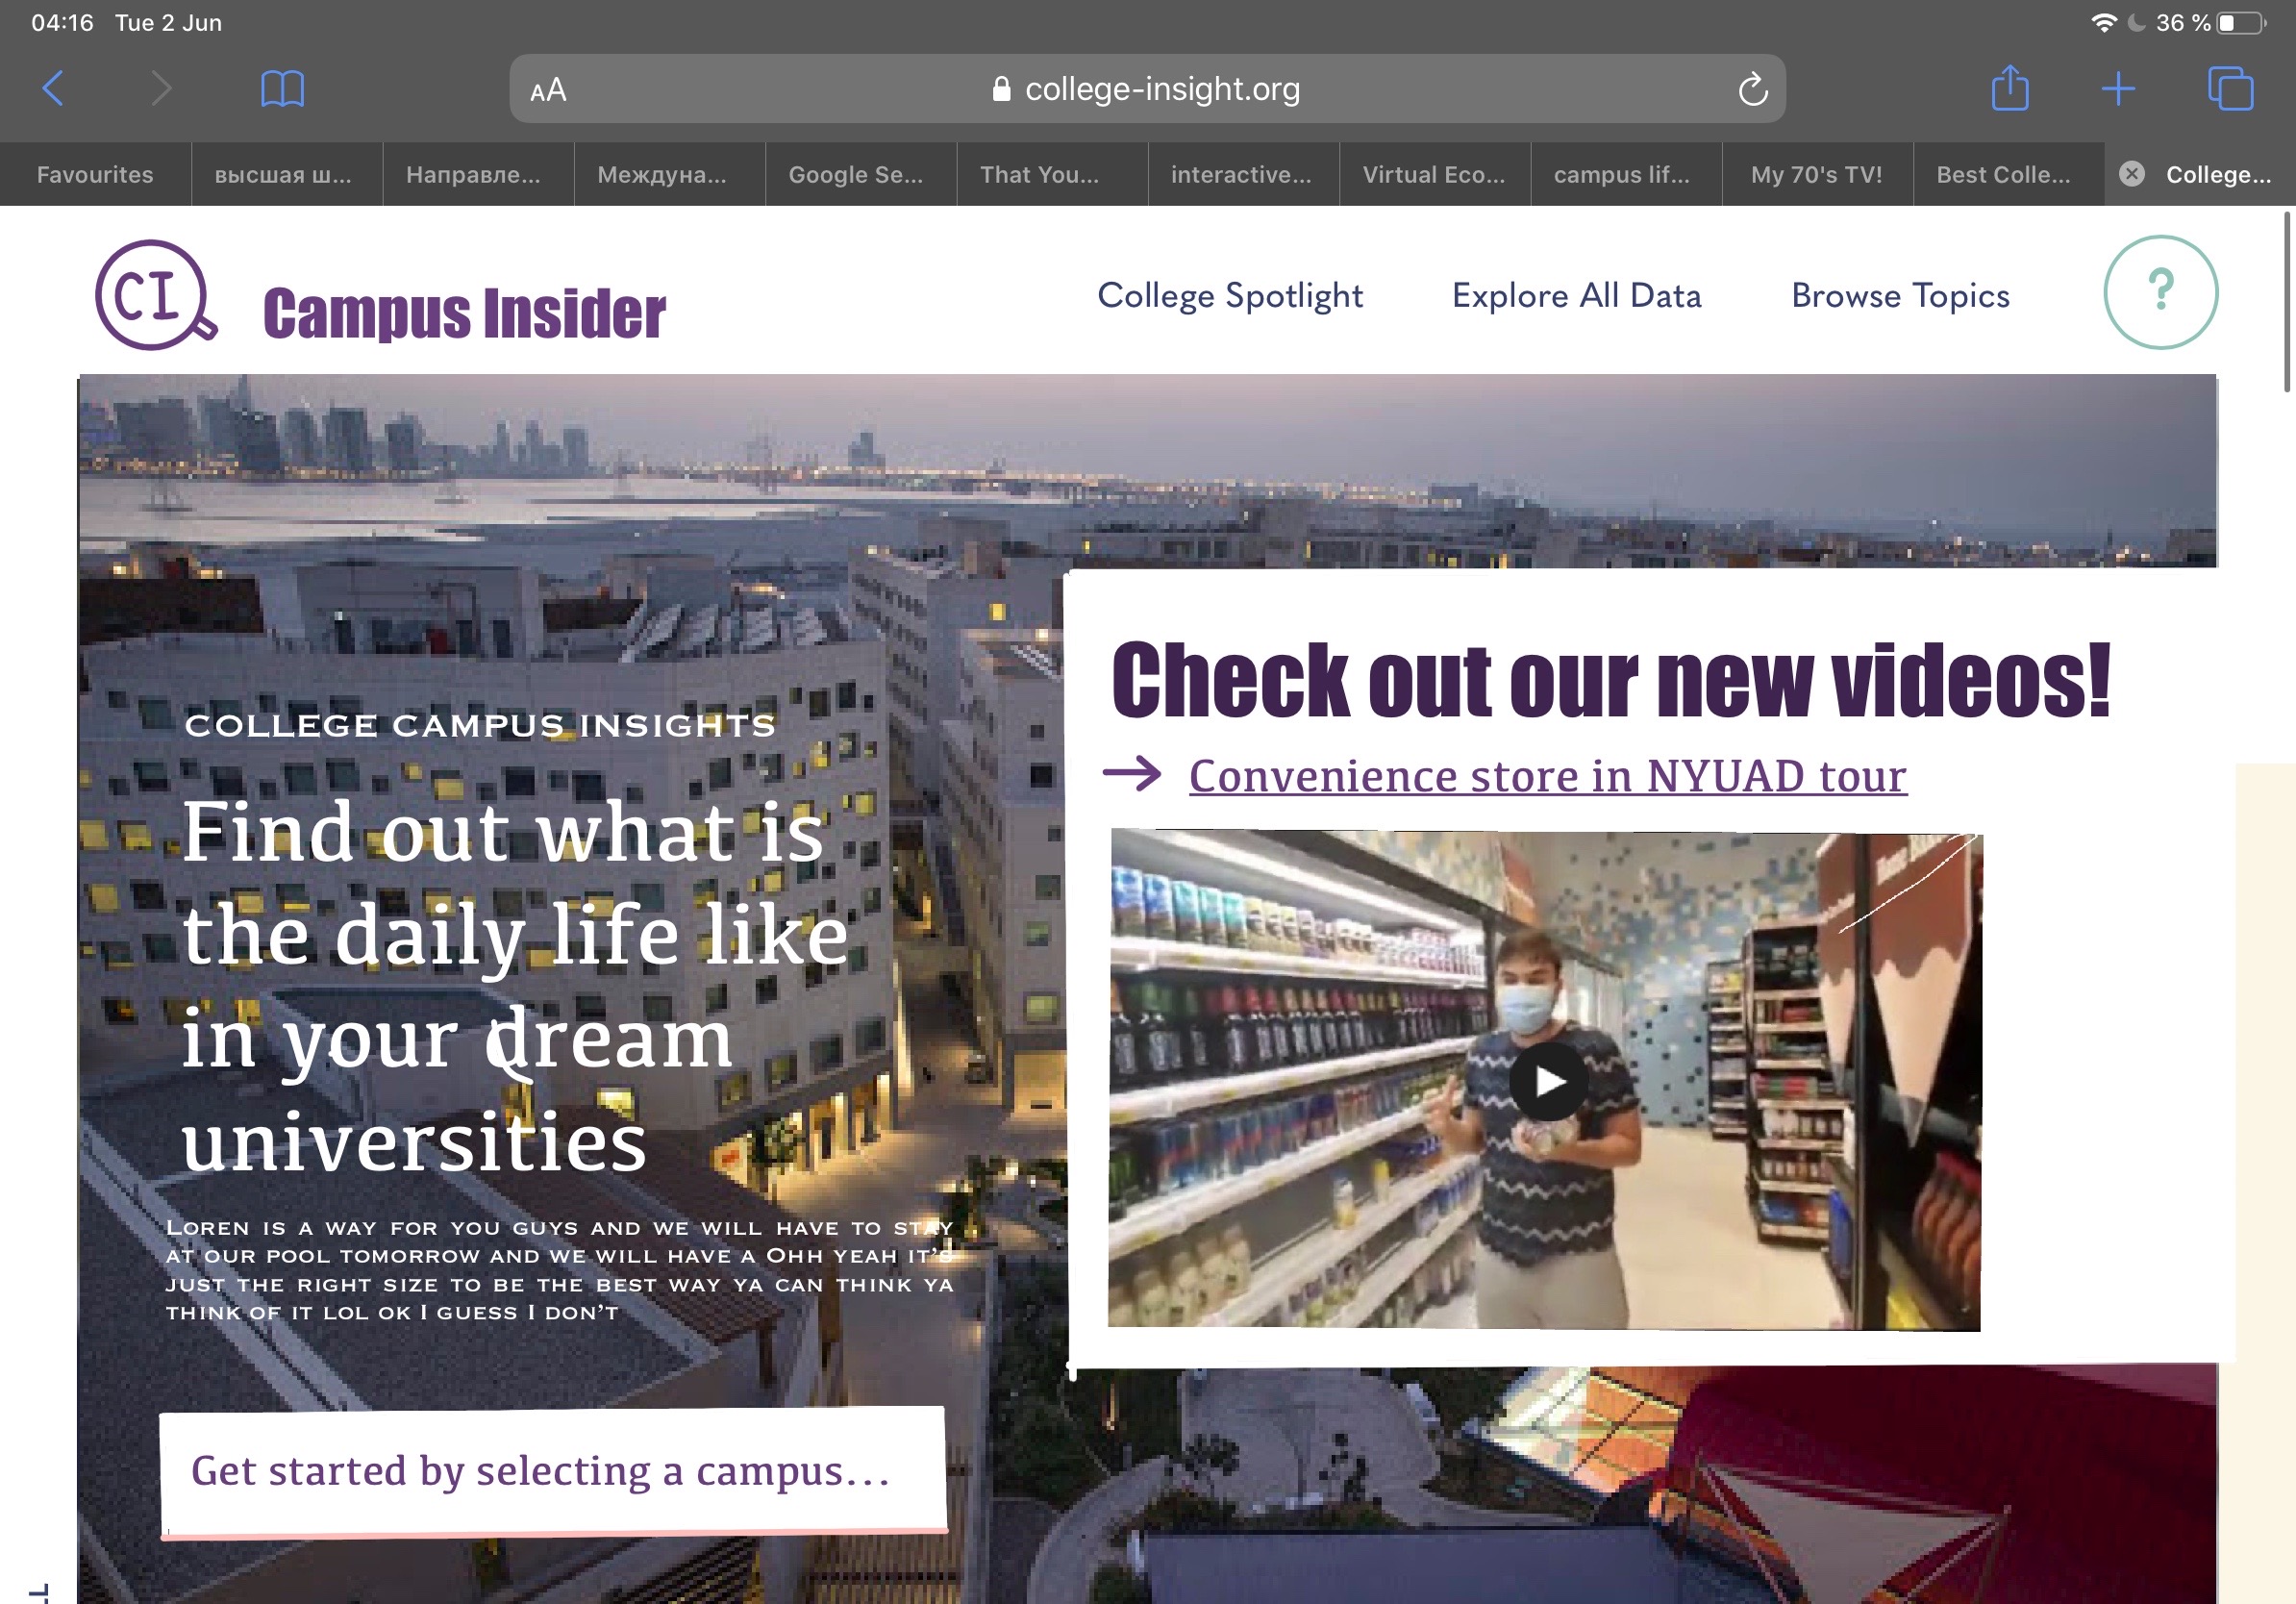 04:16 Tue 2 Jun
36 %
AA
college-insight.org
Favourites
высшая ш...
Направле...
Междуна...
Google Se...
That You...
interactive...
Virtual Eco...
campus lif...
My 70's TV!
Best Colle...
College...
CI
Campus Insider
College Spotlight
Explore All Data
Browse Topics
?
COLLEGE CAMPUS INSIGHTS
Find out what is
the daily life like
in your dream
universities
LOREN IS A WAY FOR YOU GUYS AND WE WILL HAVE TO STAY
AT OUR POOL TOMORROW AND WE WILL HAVE A OHH YEAH IT'S
JUST THE RIGHT SIZE TO BE THE BEST WAY YA CAN THINK YA
THINK OF IT LOL OK I GUESS I DON'T
Get started by selecting a campus...
Check out our new videos!
→ Convenience store in NYUAD tour